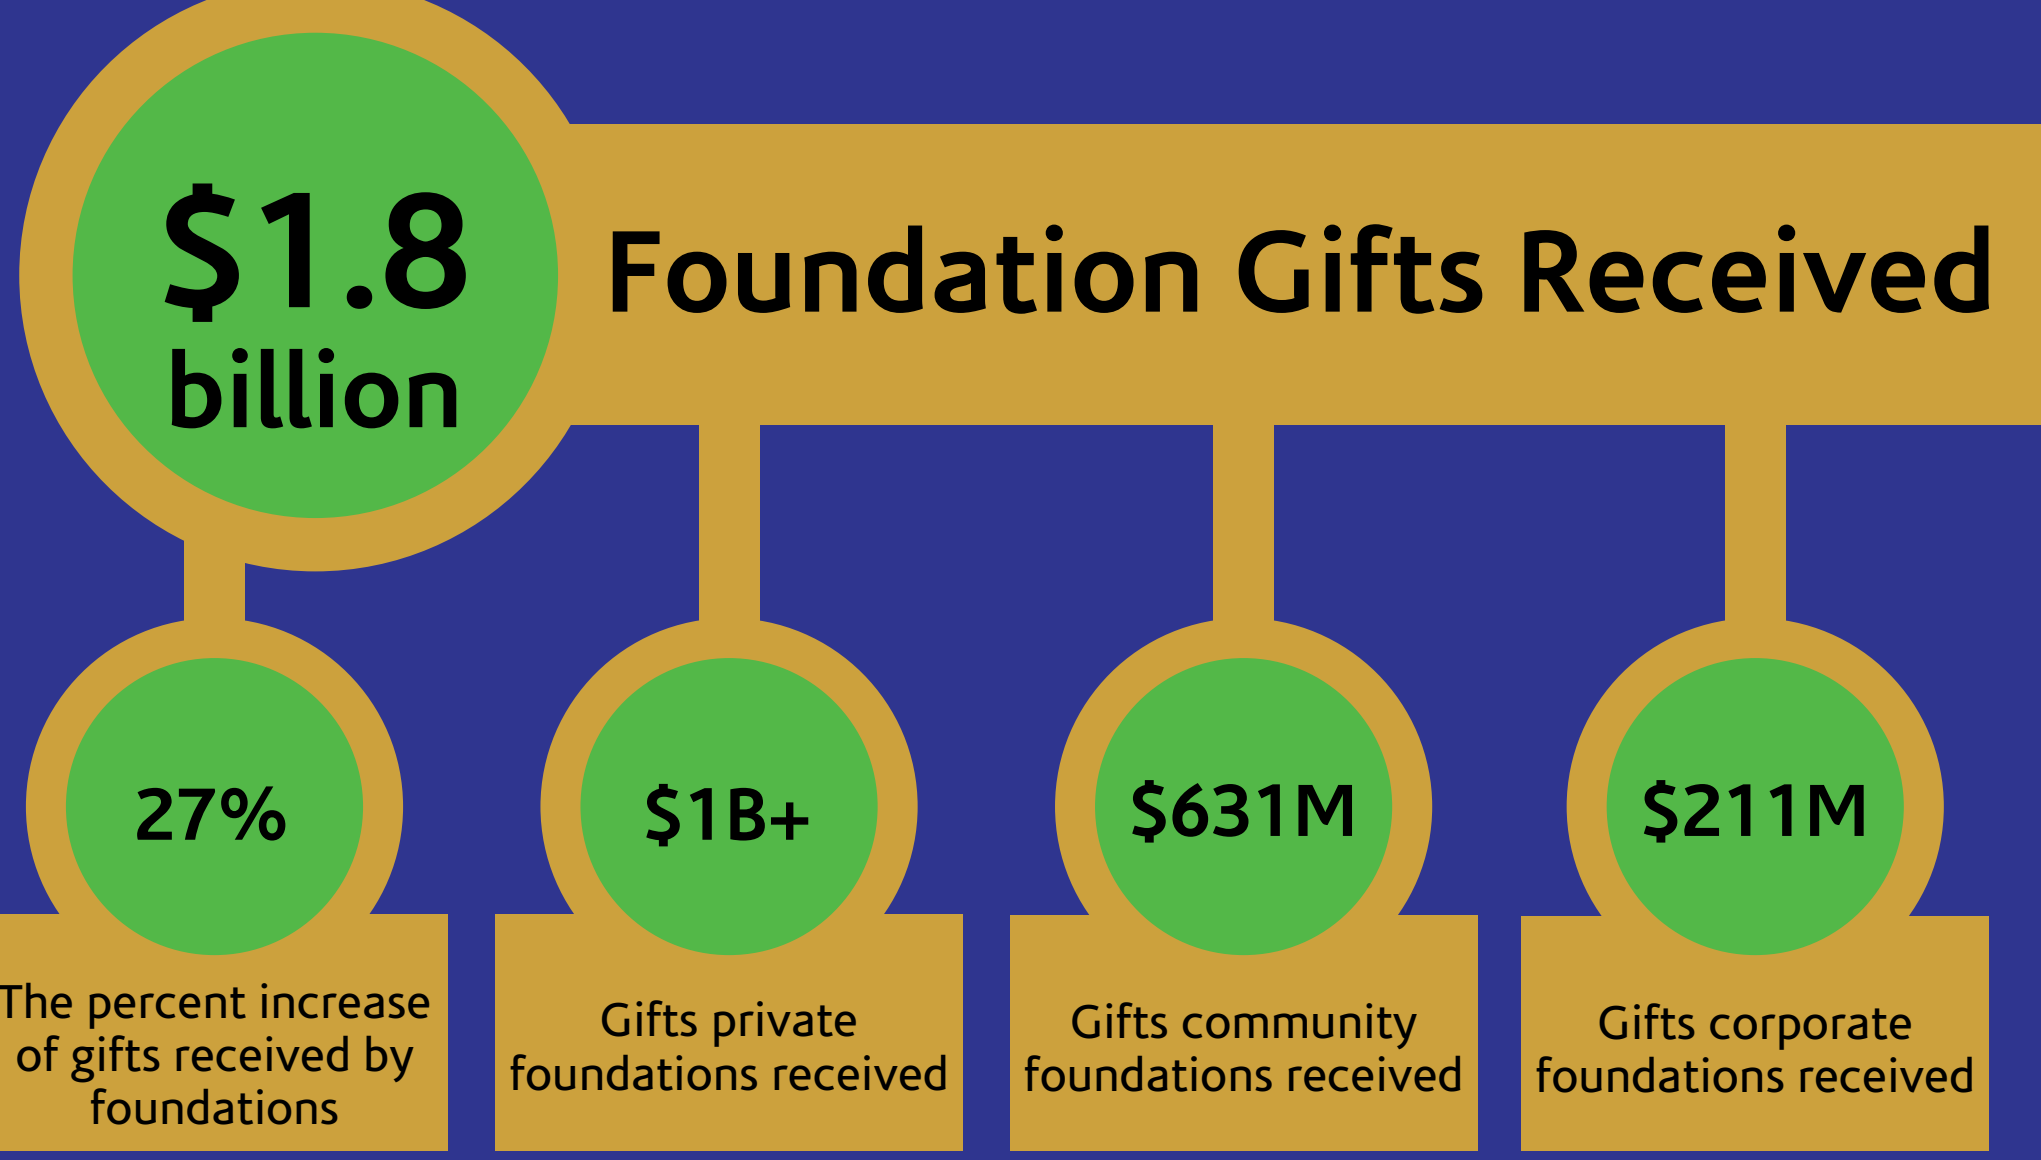 $1.8
billion
Foundation Gifts Received
27%
The percent increase
of gifts received by
foundations
$1B+
Gifts private
foundations received
$631M
Gifts community
foundations received
$211M
Gifts corporate
foundations received